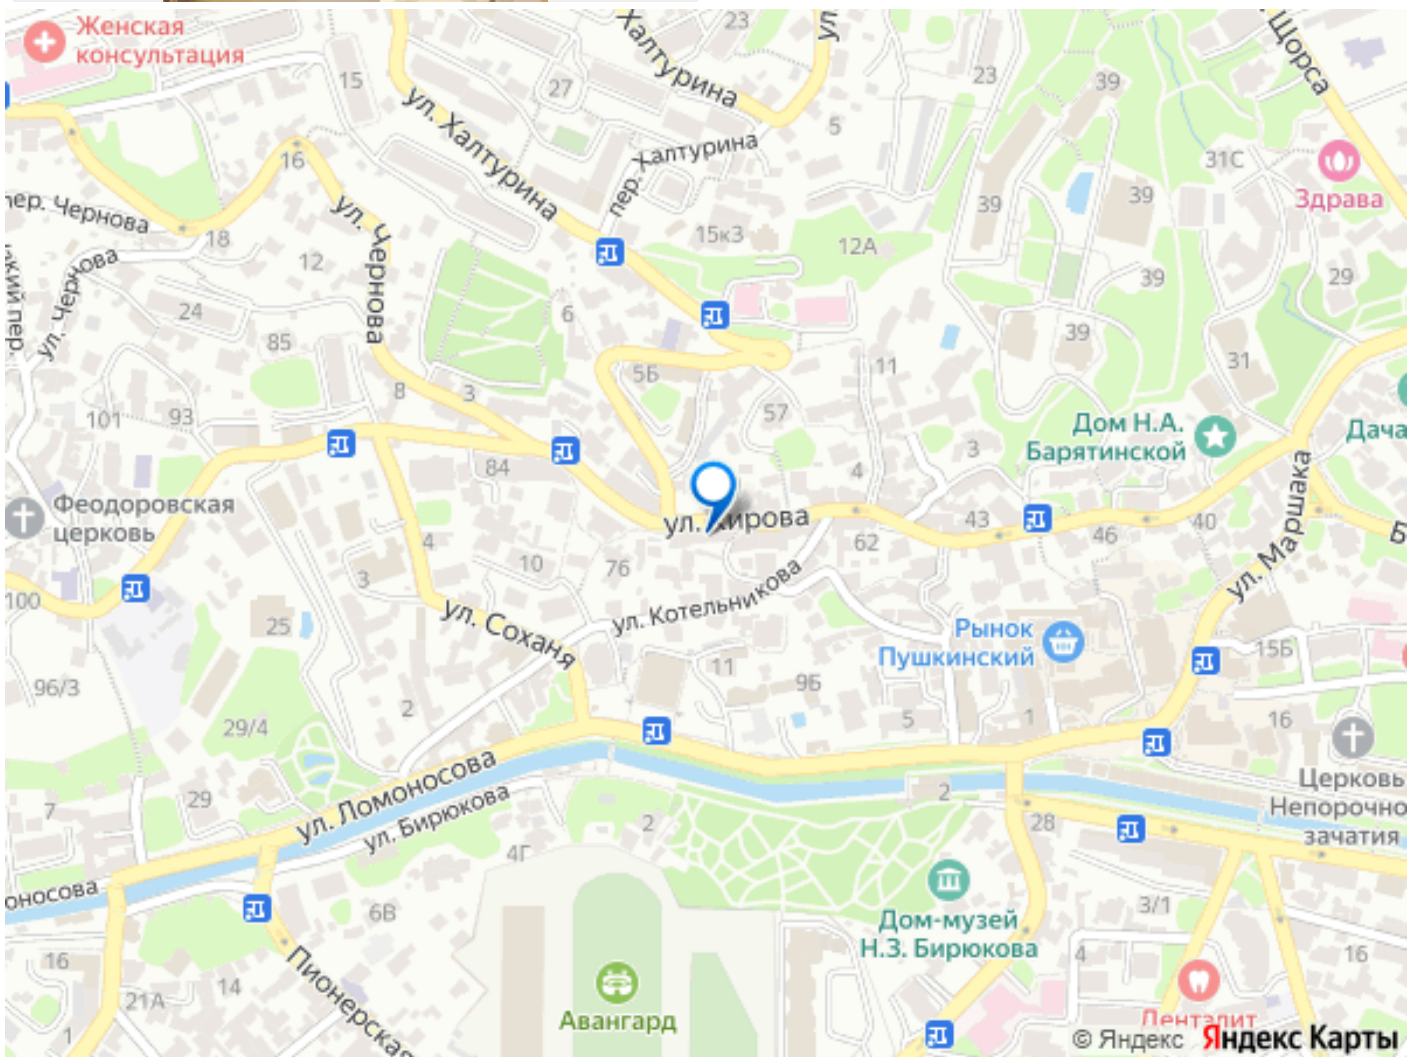 Женская
консультация
15
27
23
ул. Халтурина
Халтурина
пер. Халтурина
5
23
39
Щорса
31С
Здрава
39
39
39
39
29
31
16
ул. Чернова
пер. Чернова
18
12
ул. Чернова
24
85
15к3
12А
6
5Б
11
57
8
3
101
93
84
4
3
Дом Н.А.
Барятинской
Дача
Феодоровская
церковь
ул. Кирова
43
62
46
40
ул. Маршака
4
3
10
76
ул. Котельникова
100
25
ул. Соханя
Рынок
Пушкинский
15Б
96/3
11
9Б
2
5
1
16
29/4
ул. Ломоносова
Церковь
Непорочно
зачатия
7
29
ул. Бирюкова
2
2
28
4Г
оносова
6В
Дом-музей
Н.З. Бирюкова
3/1
4
16
16
14
21А
1
Пионерская
Авангард
Денталит
© Яндекс Яндекс Карты